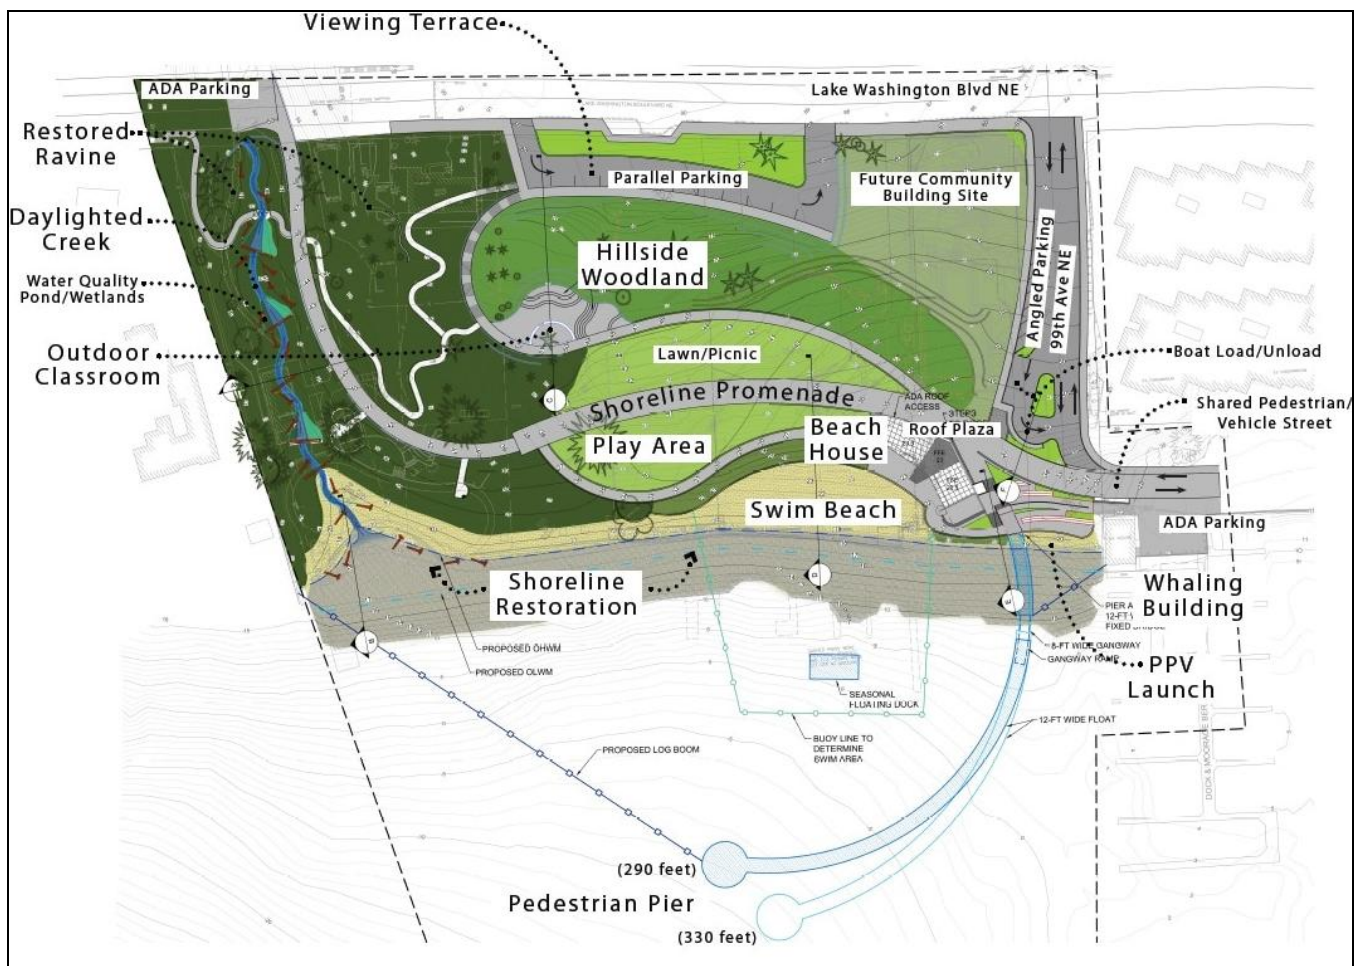 Viewing Terrace
ADA Parking
Lake Washington Blvd NE
Restored
Ravine
Parallel Parking
Future Community
Building Site
Daylighted
Creek
Hillside
Woodland
Water Quality
Pond/Wetlands
Angled Parking
99th Ave NE
Outdoor
Classroom
Lawn/Picnic
Boat Load/Unload
Shoreline Promenade
ADA ROOF
ACCESS
STEPS
Shared Pedestrian/
Vehicle Street
Play Area
Beach
House
Roof Plaza
Swim Beach
ADA Parking
Shoreline
Restoration
Whaling
Building
PIER A
12-FT
FIXED
PROPOSED OHWM
8-FT WIDE GANGWAY
GANGWAY RAMP
PROPOSED OLWM
PPV
Launch
SEASONAL
FLOATING DOCK
12-FT WIDE FLOAT
BUOY LINE TO
DETERMINE
SWIM AREA
PROPOSED LOG BOOM
DOCK & MOORAGE
(290 feet)
Pedestrian Pier
(330 feet)